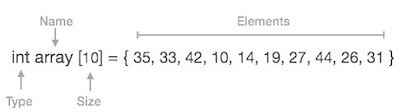 Name Elements
int array [10] = { 35, 33, 42, 10, 14, 19, 27, 44, 26, 31 }
Type Size